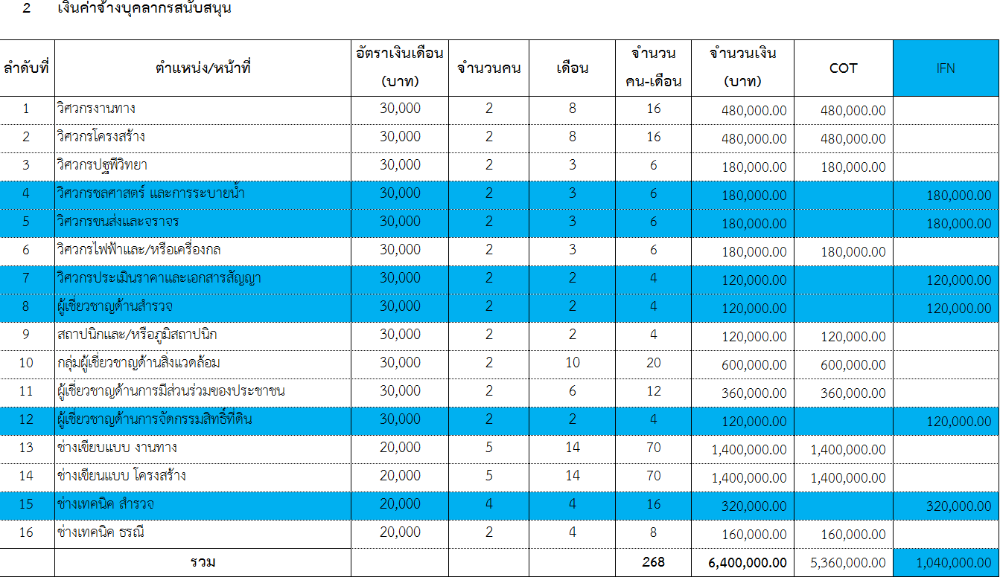 2 เงินค่าจ้างบุคลากรสนับสนุน
ลำดับที่ ตำแหน่ง/หน้าที่ อัตราเงินเดือน (บาท) จำนวนคน เดือน จำนวน คน-เดือน จำนวนเงิน (บาท) COT IFN
1 วิศวกรงานทาง 30,000 2 8 16 480,000.00 480,000.00
2 วิศวกรโครงสร้าง 30,000 2 8 16 480,000.00 480,000.00
3 วิศวกรปฐพีวิทยา 30,000 2 3 6 180,000.00 180,000.00
4 วิศวกรชลศาสตร์ และการระบายน้ำ 30,000 2 3 6 180,000.00 180,000.00
5 วิศวกรขนส่งและจราจร 30,000 2 3 6 180,000.00 180,000.00
6 วิศวกรไฟฟ้าและ/หรือเครื่องกล 30,000 2 3 6 180,000.00 180,000.00
7 วิศวกรประเมินราคาและเอกสารสัญญา 30,000 2 2 4 120,000.00 120,000.00
8 ผู้เชี่ยวชาญด้านสำรวจ 30,000 2 2 4 120,000.00 120,000.00
9 สถาปนิกและ/หรือภูมิสถาปนิก 30,000 2 2 4 120,000.00 120,000.00
10 กลุ่มผู้เชี่ยวชาญด้านสิ่งแวดล้อม 30,000 2 10 20 600,000.00 600,000.00
11 ผู้เชี่ยวชาญด้านการมีส่วนร่วมของประชาชน 30,000 2 6 12 360,000.00 360,000.00
12 ผู้เชี่ยวชาญด้านการจัดกรรมสิทธิ์ที่ดิน 30,000 2 2 4 120,000.00 120,000.00
13 ช่างเขียบแบบ งานทาง 20,000 5 14 70 1,400,000.00 1,400,000.00
14 ช่างเขียนแบบ โครงสร้าง 20,000 5 14 70 1,400,000.00 1,400,000.00
15 ช่างเทคนิค สำรวจ 20,000 4 4 16 320,000.00 320,000.00
16 ช่างเทคนิค ธรณี 20,000 2 4 8 160,000.00 160,000.00
รวม 268 6,400,000.00 5,360,000.00 1,040,000.00